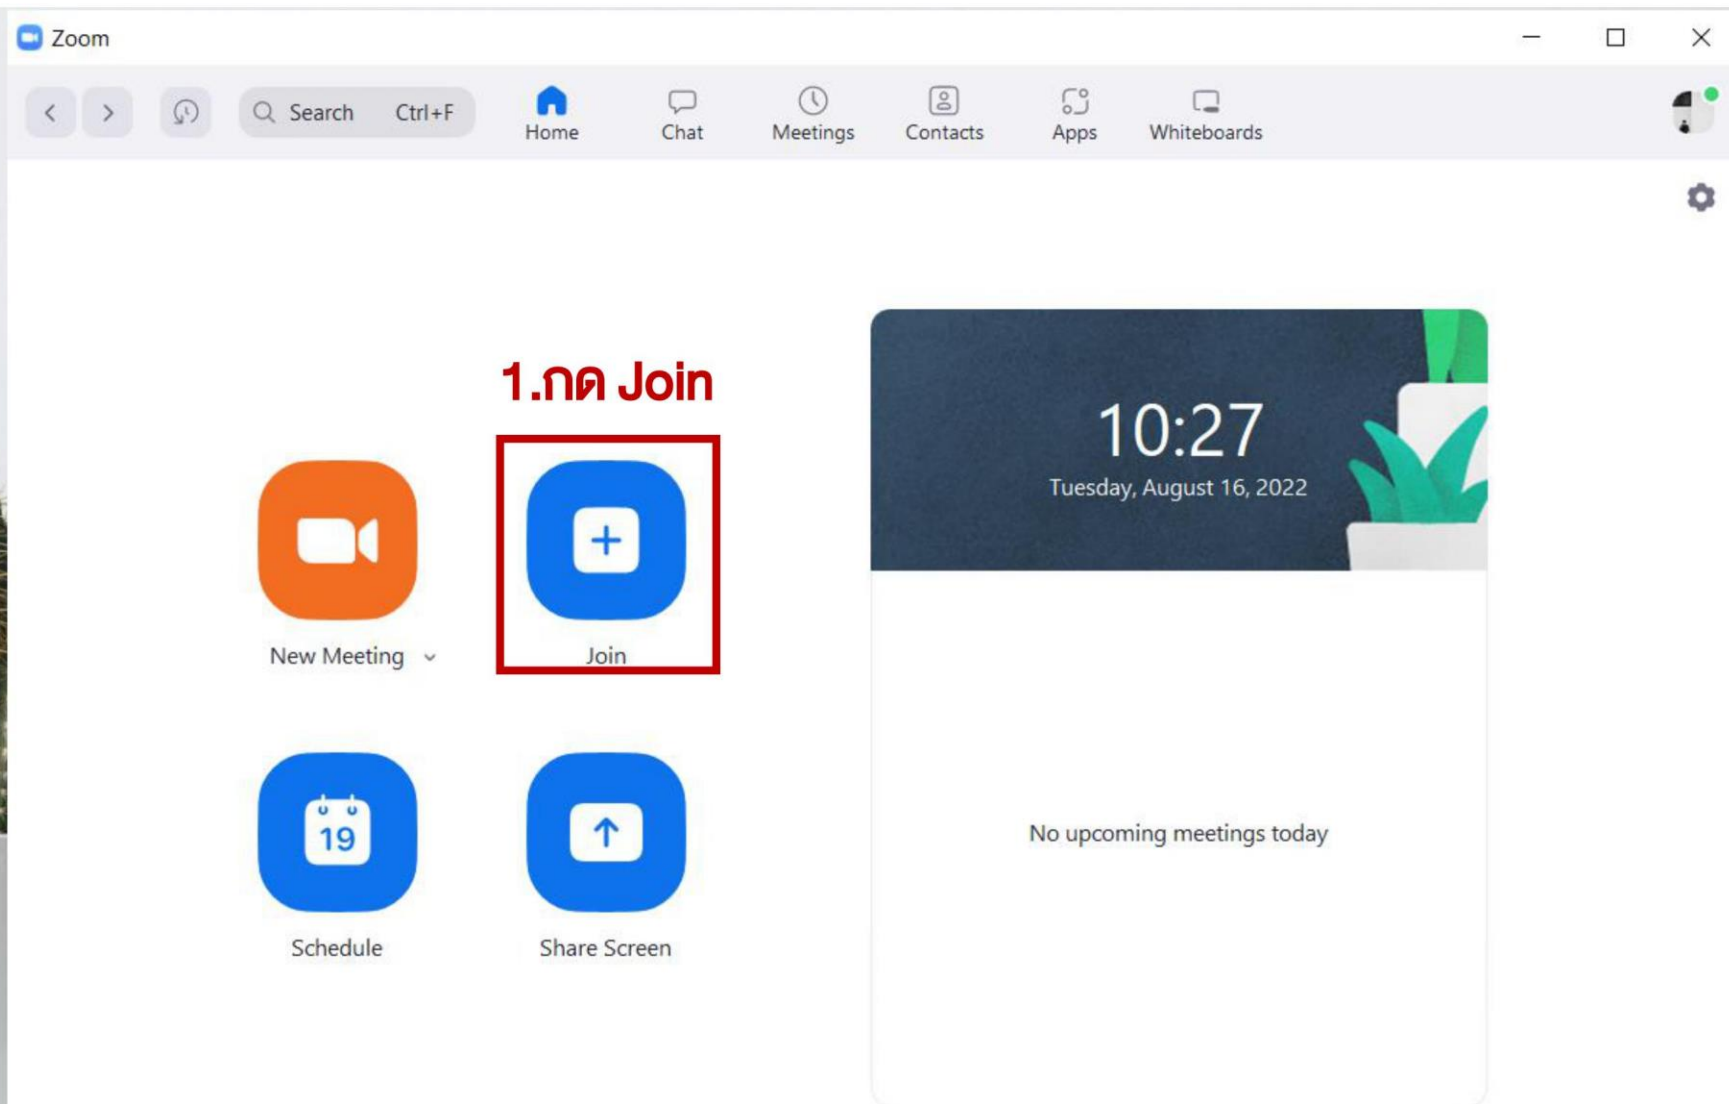 Zoom
Search Ctrl+F
Home Chat Meetings Contacts Apps Whiteboards
1.กด Join
10:27
Tuesday, August 16, 2022
New Meeting Join
19
Schedule Share Screen
No upcoming meetings today